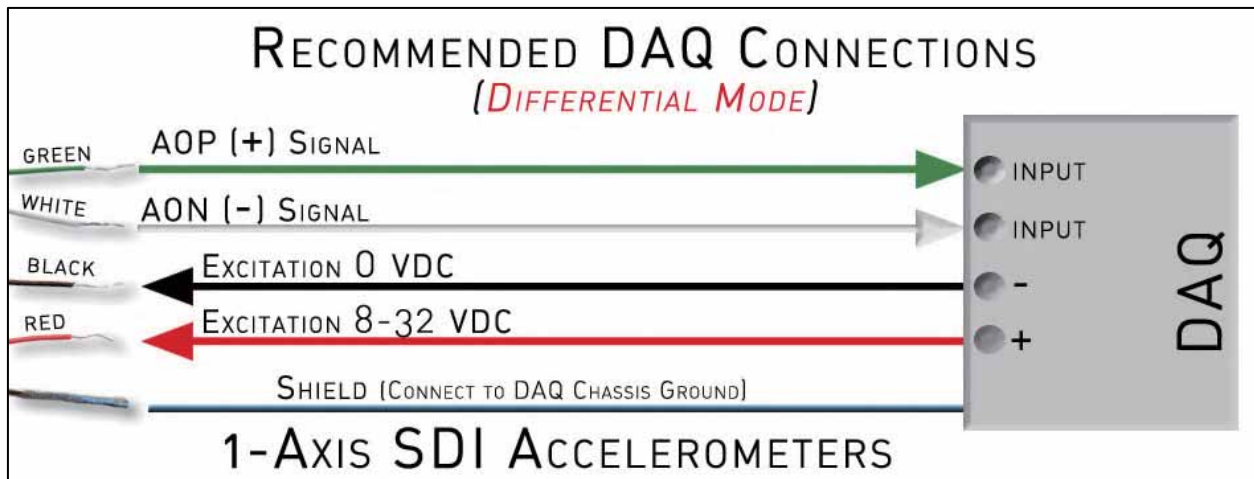 RECOMMENDED DAQ CONNECTIONS
(DIFFERENTIAL MODE)
GREEN
AOP (+) SIGNAL
INPUT
WHITE
AON (-) SIGNAL
INPUT
BLACK
EXCITATION 0 VDC
-
RED
EXCITATION 8-32 VDC
+
DAQ
SHIELD (CONNECT TO DAQ CHASSIS GROUND)
1-AXIS SDI ACCELEROMETERS